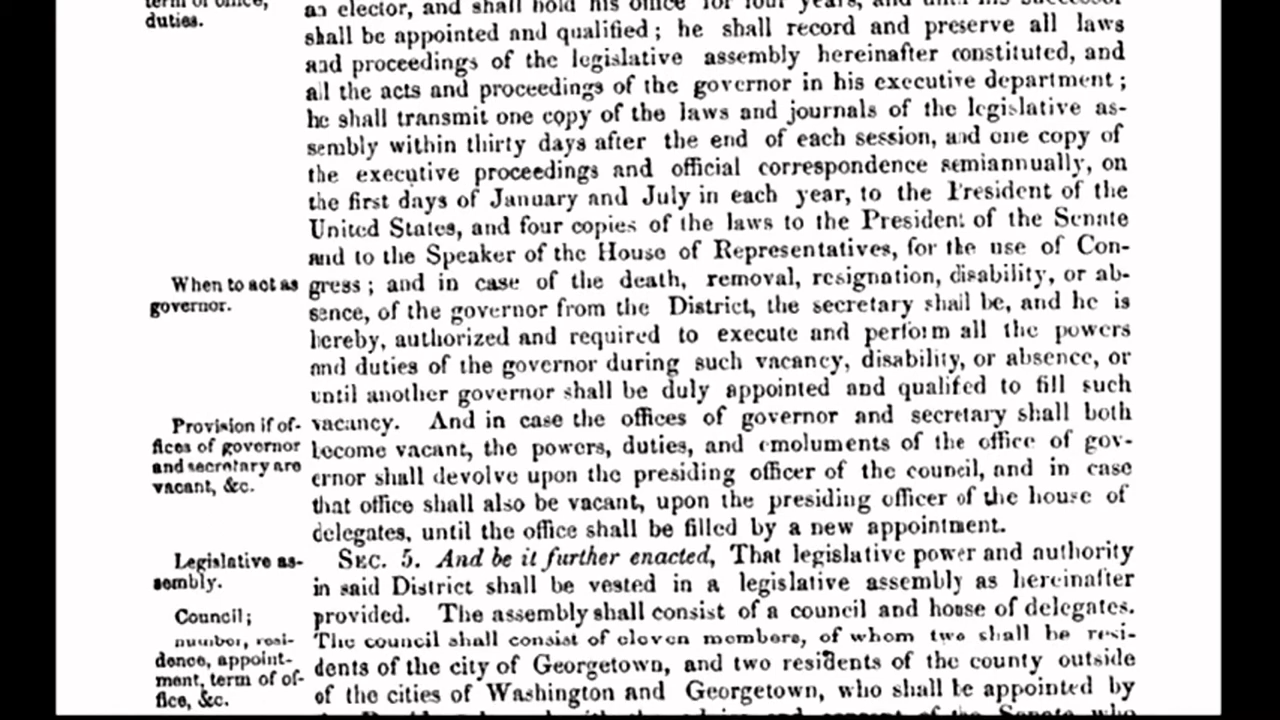 duties.
an elector, and shall hold his office for four years, and until his successor
shall be appointed and qualified; he shall record and preserve all laws
and proceedings of the legislative assembly hereinafter constituted, and
all the acts and proceedings of the governor in his executive department;
he shall transmit one copy of the laws and journals of the legislative as-
sembly within thirty days after the end of each session, and one copy of
the executive proceedings and official correspondence semiannually, on
the first days of January and July in each year, to the President of the
United States, and four copies of the laws to the President of the Senate
and to the Speaker of the House of Representatives, for the use of Con-
When to act as
governor.
gress; and in case of the death, removal, resignation, disability, or ab-
sence, of the governor from the District, the secretary shall be, and he is
hereby, authorized and required to execute and perform all the powers
and duties of the governor during such vacancy, disability, or absence, or
until another governor shall be duly appointed and qualifed to fill such
Provision if of-
fices of governor
and secretary are
vacant, &c.
vacancy. And in case the offices of governor and secretary shall both
become vacant, the powers, duties, and emoluments of the office of gov-
ernor shall devolve upon the presiding officer of the council, and in case
that office shall also be vacant, upon the presiding officer of the house of
delegates, until the office shall be filled by a new appointment.
Legislative as-
sembly.
SEC. 5. And be it further enacted, That legislative power and authority
in said District shall be vested in a legislative assembly as hereinafter
Council;
number, resi-
dence, appoint-
ment, term of of-
fice, &c.
provided. The assembly shall consist of a council and house of delegates.
The council shall consist of eleven members, of whom two shall be resi-
dents of the city of Georgetown, and two residents of the county outside
of the cities of Washington and Georgetown, who shall be appointed by